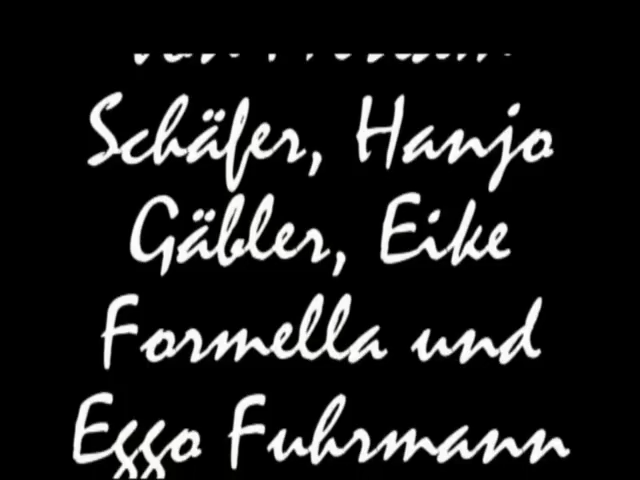 Schäfer, Hanjo
Gäbler, Eike
Formella und
Eggo Fuhrmann